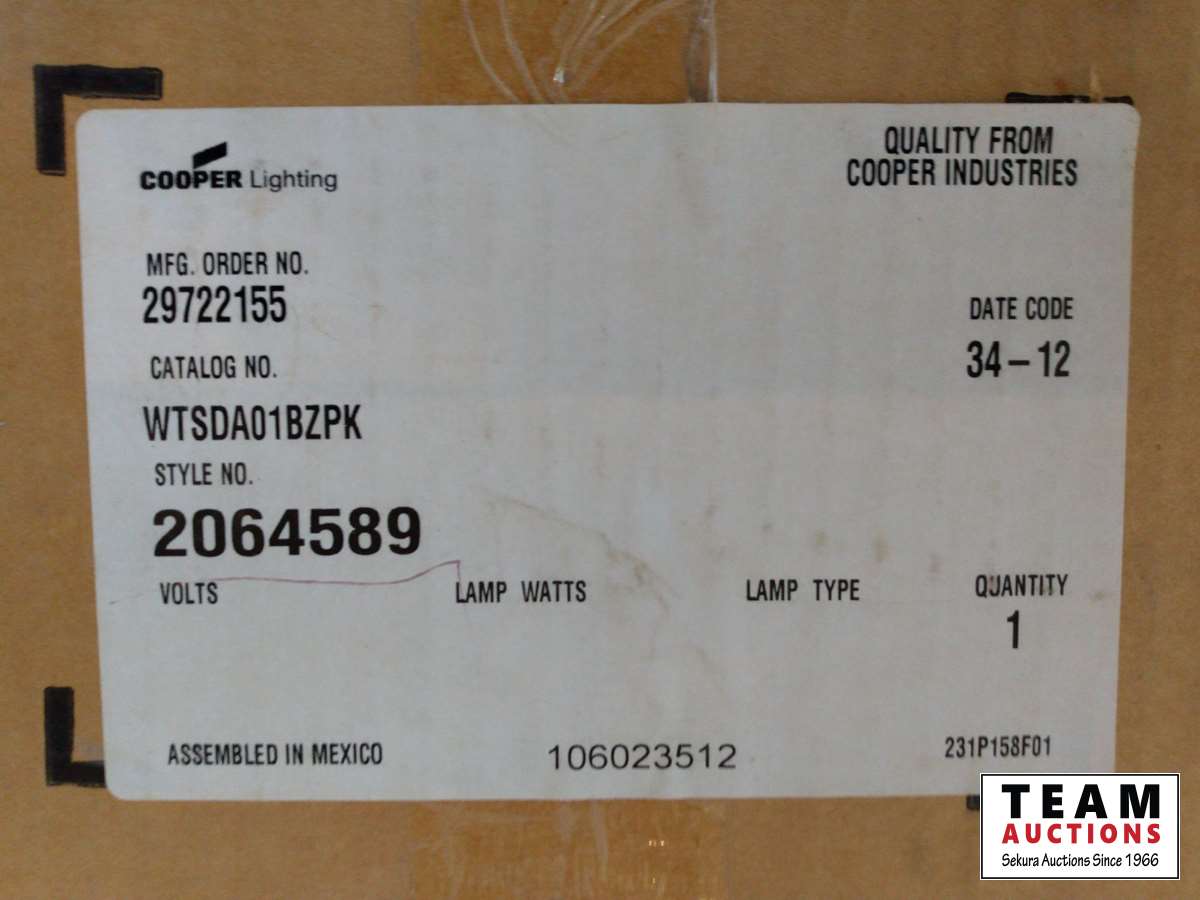 COOPER Lighting
QUALITY FROM
COOPER INDUSTRIES
MFG. ORDER NO.
29722155
DATE CODE
34-12
CATALOG NO.
WTSDA01BZPK
STYLE NO.
2064589
VOLTS LAMP WATTS LAMP TYPE QUANTITY
1
ASSEMBLED IN MEXICO 106023512 231P158F01
TEAM
AUCTIONS
Sekura Auctions Since 1966